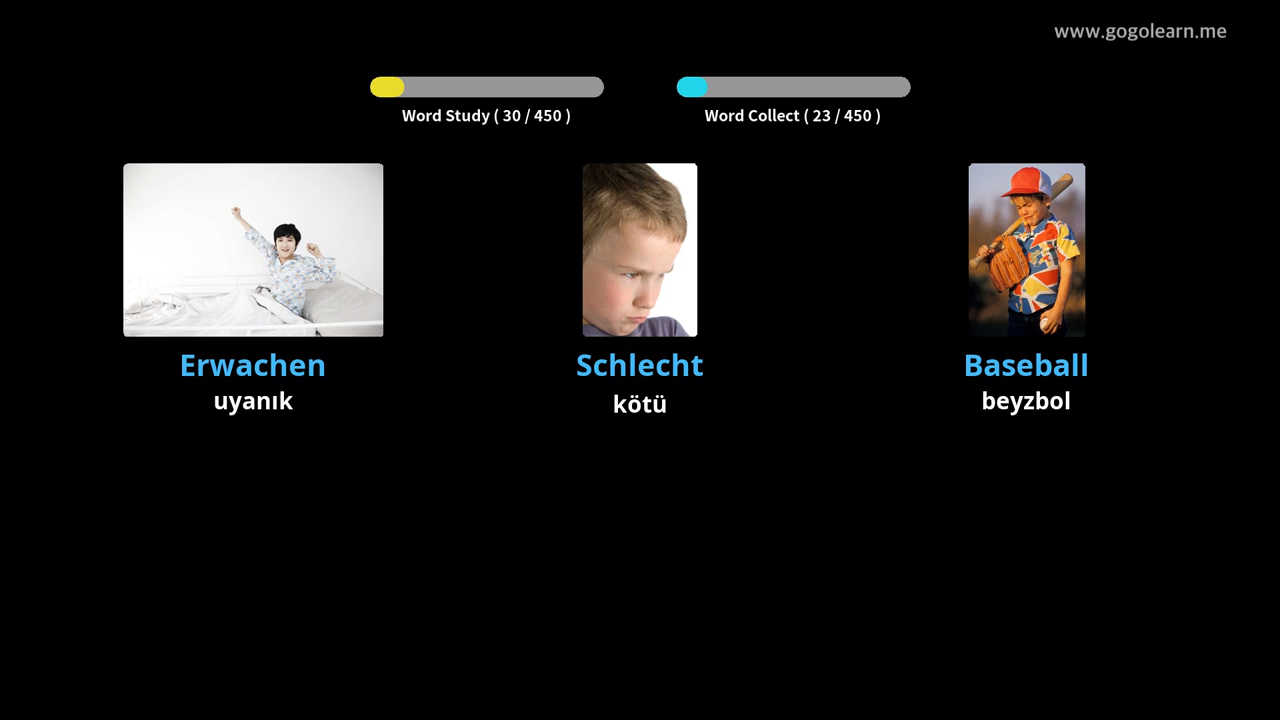 www.gogolearn.me
Word Study ( 30 / 450 )
Word Collect ( 23 / 450 )
Erwachen
uyanık
Schlecht
kötü
Baseball
beyzbol